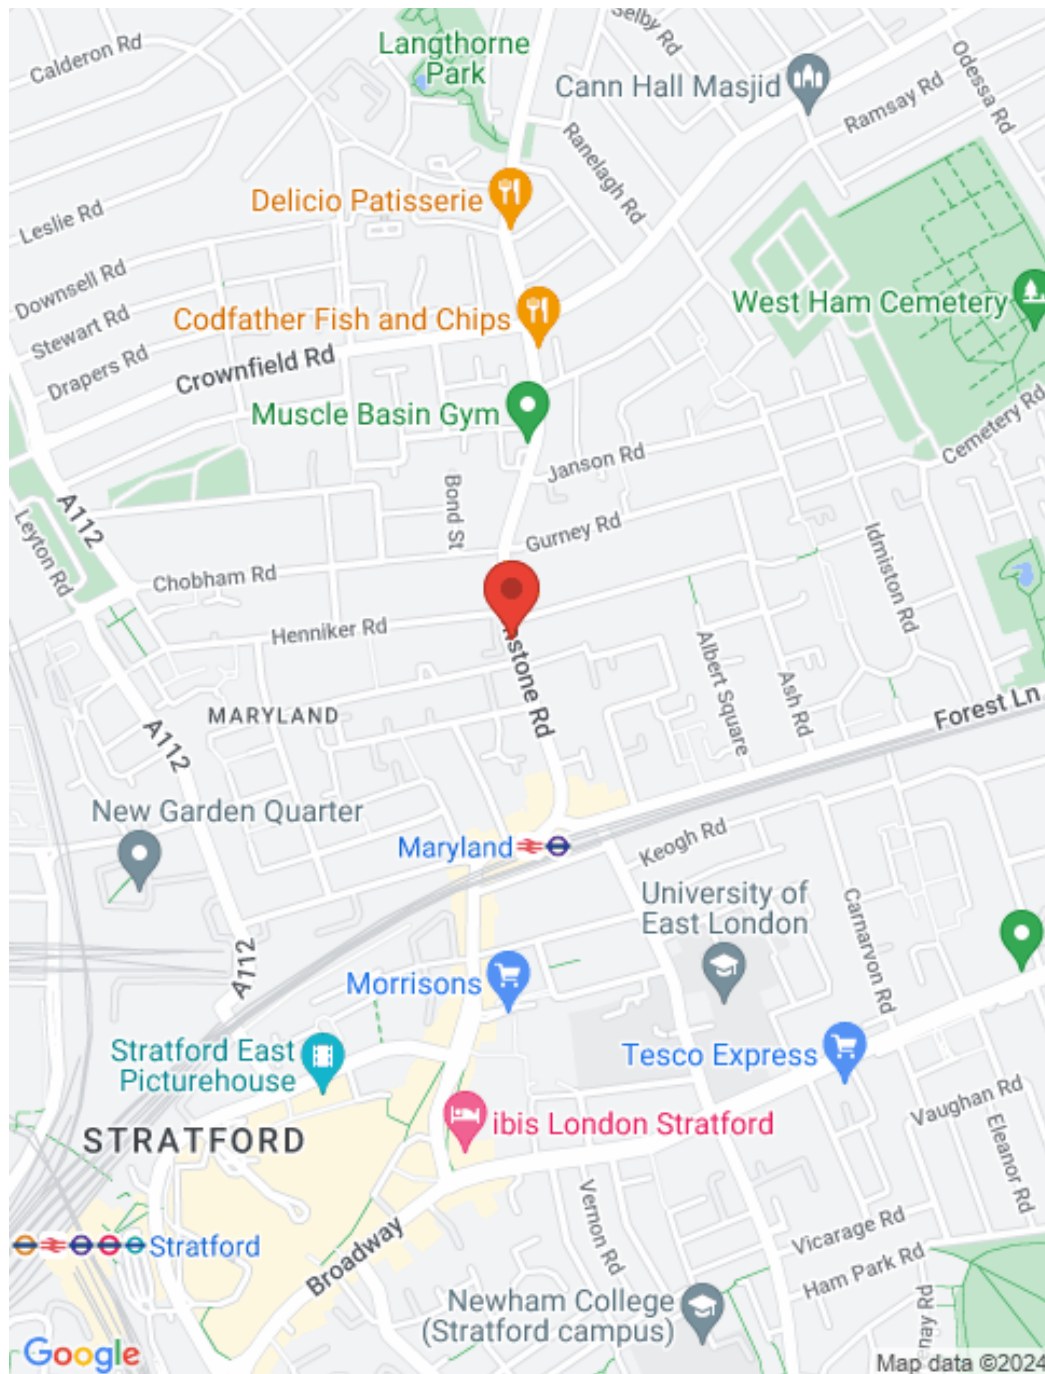 Langthorne
Park
Selby Rd
Calderon Rd
Cann Hall Masjid
Odessa Rd
Ramsay Rd
Ranelagh Rd
Delicio Patisserie
Leslie Rd
Downsell Rd
West Ham Cemetery
Codfather Fish and Chips
Stewart Rd
Drapers Rd
Crownfield Rd
Muscle Basin Gym
Cemetery Rd
Janson Rd
Bond St
A112
Leyton Rd
Gurney Rd
Idmiston Rd
Chobham Rd
Henniker Rd
stone Rd
Albert Square
Ash Rd
Forest Ln
MARYLAND
A112
New Garden Quarter
Maryland
Keogh Rd
University of
East London
Carnarvon Rd
A112
Morrisons
Stratford East
Picturehouse
Tesco Express
Vaughan Rd
ibis London Stratford
STRATFORD
Eleanor Rd
Vernon Rd
Vicarage Rd
Stratford
Broadway
Ham Park Rd
Newham College
(Stratford campus)
enay Rd
Google
Map data ©2024